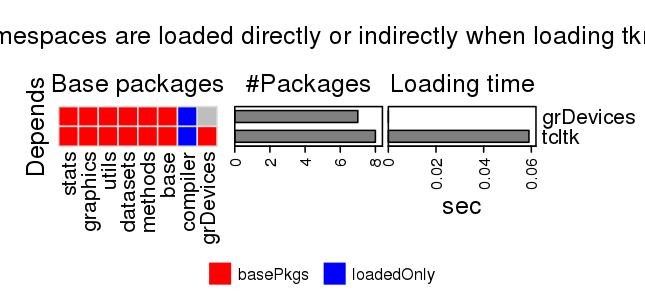 mespaces are loaded directly or indirectly when loading tk
Base packages #Packages Loading time
Depends
grDevices
tcltk
stats graphics utils datasets methods base compiler grDevices
0 2 4 6 8 0 0.02 0.04 0.06
sec
basePkgs loadedOnly